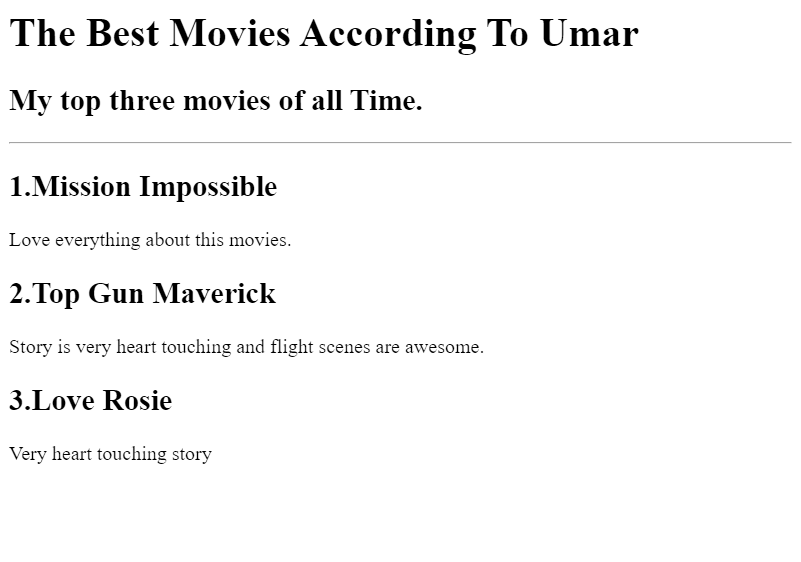 The Best Movies According To Umar
My top three movies of all Time.
1.Mission Impossible
Love everything about this movies.
2.Top Gun Maverick
Story is very heart touching and flight scenes are awesome.
3.Love Rosie
Very heart touching story